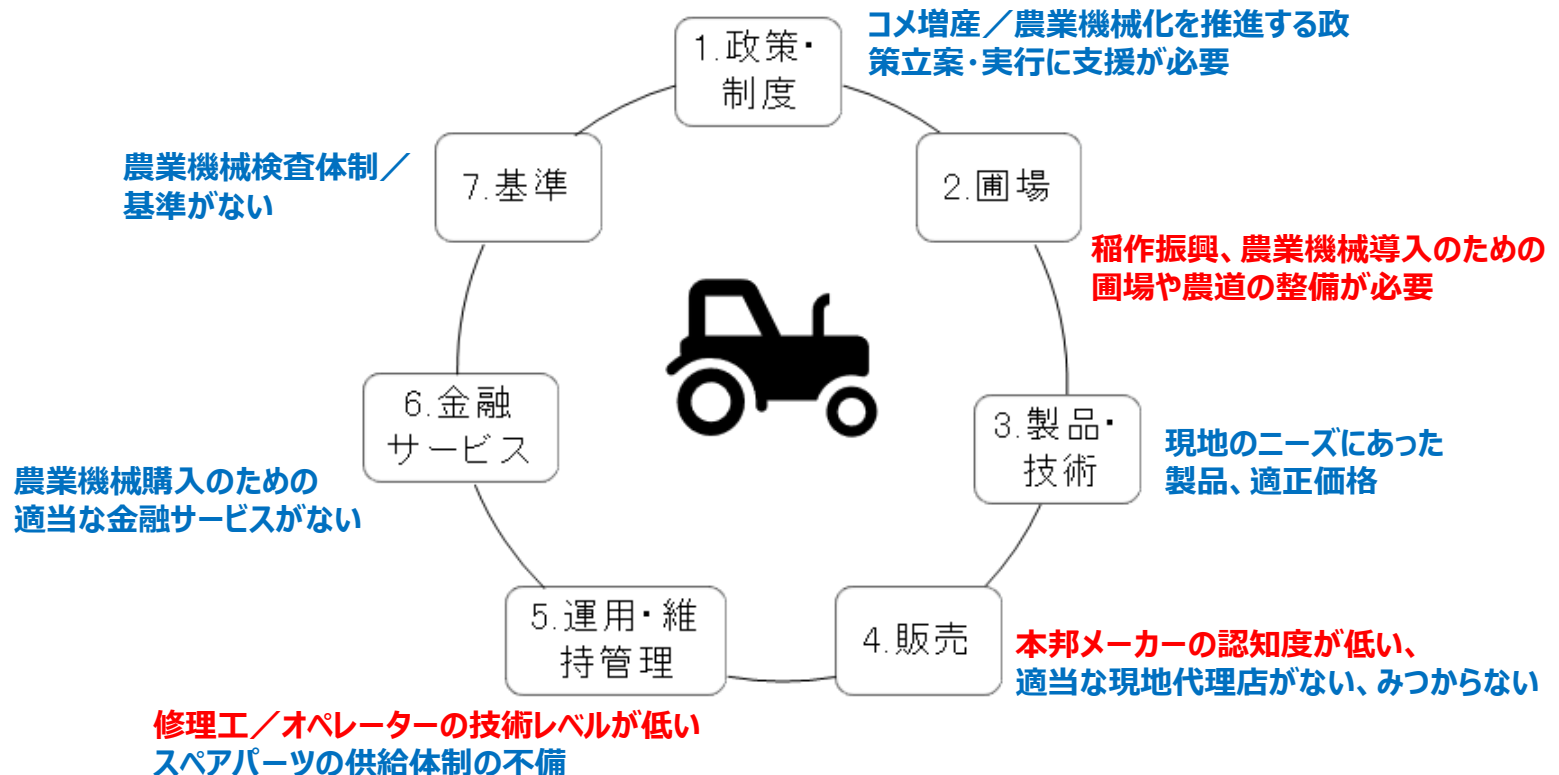 1.政策・
制度
コメ増産／農業機械化を推進する政
策立案・実行に支援が必要
2.圃場
稲作振興、農業機械導入のための
圃場や農道の整備が必要
3.製品・
技術
現地のニーズにあった
製品、適正価格
4.販売
本邦メーカーの認知度が低い、
適当な現地代理店がない、みつからない
5.運用・維
持管理
修理工／オペレーターの技術レベルが低い
スペアパーツの供給体制の不備
6.金融
サービス
農業機械購入のための
適当な金融サービスがない
7.基準
農業機械検査体制／
基準がない